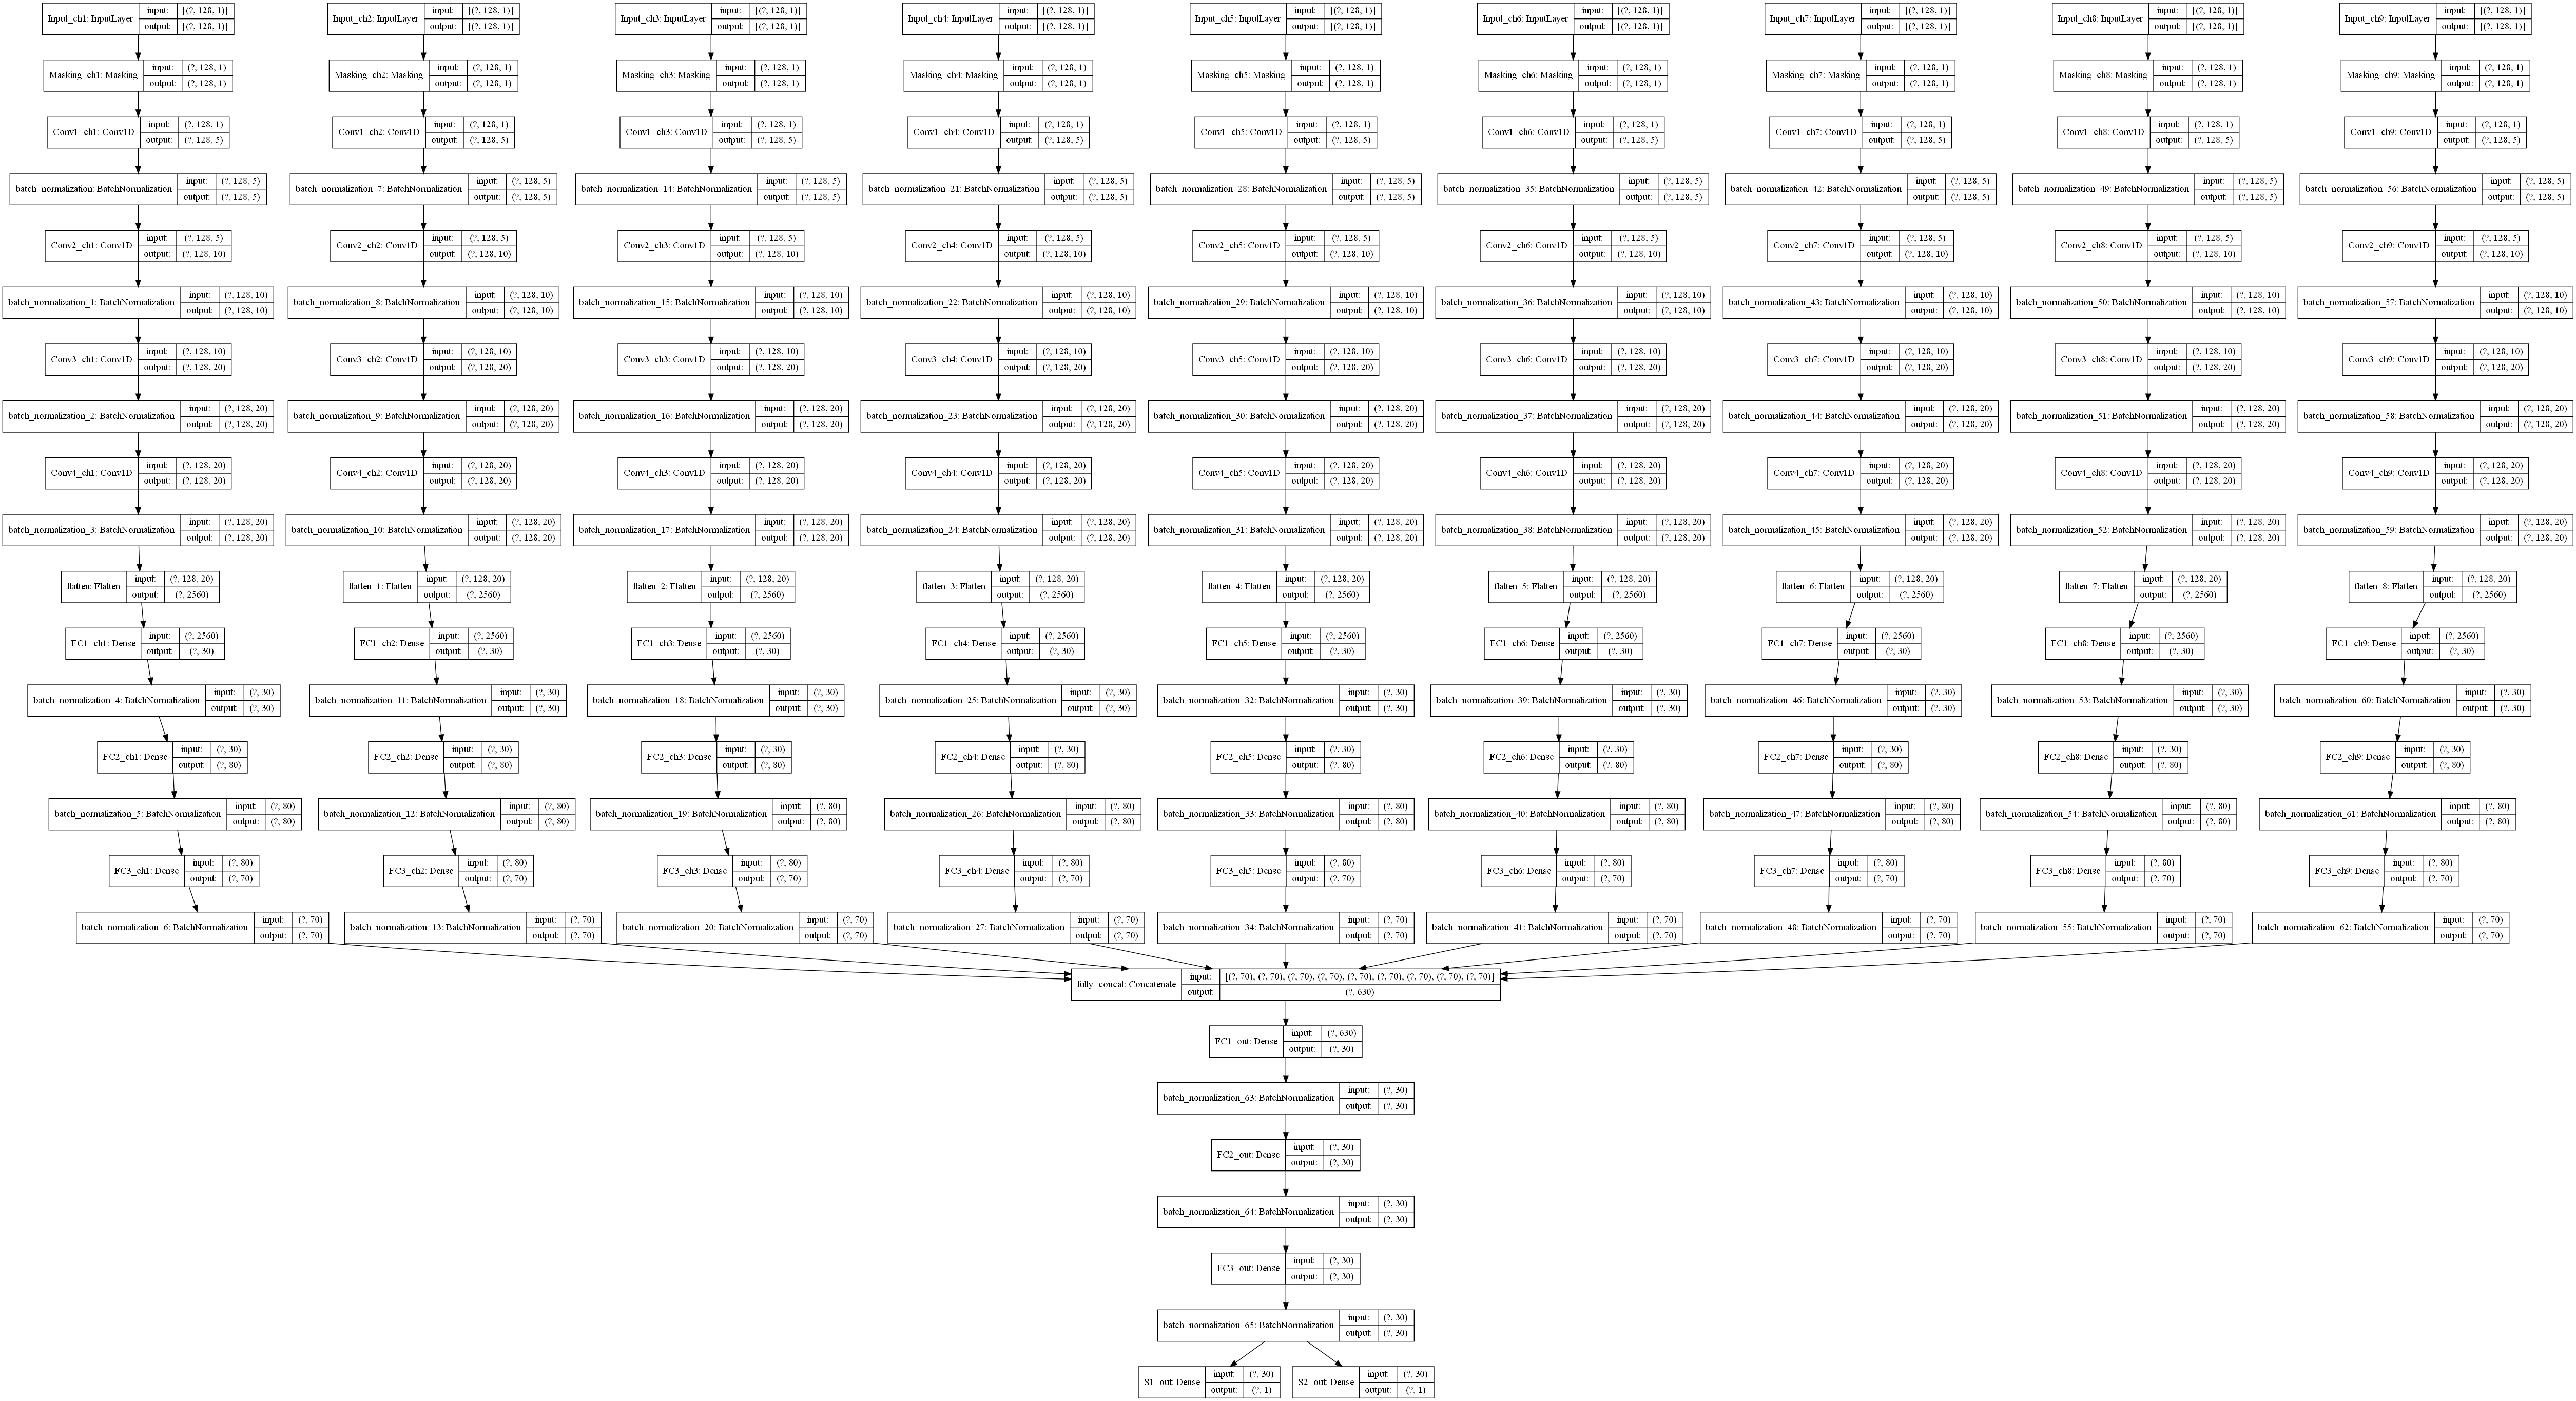 Input_ch1: InputLayer input: [(?, 128, 1)] output: [(?, 128, 1)]
Input_ch2: InputLayer input: [(?, 128, 1)] output: [(?, 128, 1)]
Input_ch3: InputLayer input: [(?, 128, 1)] output: [(?, 128, 1)]
Input_ch4: InputLayer input: [(?, 128, 1)] output: [(?, 128, 1)]
Input_ch5: InputLayer input: [(?, 128, 1)] output: [(?, 128, 1)]
Input_ch6: InputLayer input: [(?, 128, 1)] output: [(?, 128, 1)]
Input_ch7: InputLayer input: [(?, 128, 1)] output: [(?, 128, 1)]
Input_ch8: InputLayer input: [(?, 128, 1)] output: [(?, 128, 1)]
Input_ch9: InputLayer input: [(?, 128, 1)] output: [(?, 128, 1)]
Masking_ch1: Masking input: (?, 128, 1) output: (?, 128, 1)
Masking_ch2: Masking input: (?, 128, 1) output: (?, 128, 1)
Masking_ch3: Masking input: (?, 128, 1) output: (?, 128, 1)
Masking_ch4: Masking input: (?, 128, 1) output: (?, 128, 1)
Masking_ch5: Masking input: (?, 128, 1) output: (?, 128, 1)
Masking_ch6: Masking input: (?, 128, 1) output: (?, 128, 1)
Masking_ch7: Masking input: (?, 128, 1) output: (?, 128, 1)
Masking_ch8: Masking input: (?, 128, 1) output: (?, 128, 1)
Masking_ch9: Masking input: (?, 128, 1) output: (?, 128, 1)
Conv1_ch1: Conv1D input: (?, 128, 1) output: (?, 128, 5)
Conv1_ch2: Conv1D input: (?, 128, 1) output: (?, 128, 5)
Conv1_ch3: Conv1D input: (?, 128, 1) output: (?, 128, 5)
Conv1_ch4: Conv1D input: (?, 128, 1) output: (?, 128, 5)
Conv1_ch5: Conv1D input: (?, 128, 1) output: (?, 128, 5)
Conv1_ch6: Conv1D input: (?, 128, 1) output: (?, 128, 5)
Conv1_ch7: Conv1D input: (?, 128, 1) output: (?, 128, 5)
Conv1_ch8: Conv1D input: (?, 128, 1) output: (?, 128, 5)
Conv1_ch9: Conv1D input: (?, 128, 1) output: (?, 128, 5)
batch_normalization: BatchNormalization input: (?, 128, 5) output: (?, 128, 5)
batch_normalization_7: BatchNormalization input: (?, 128, 5) output: (?, 128, 5)
batch_normalization_14: BatchNormalization input: (?, 128, 5) output: (?, 128, 5)
batch_normalization_21: BatchNormalization input: (?, 128, 5) output: (?, 128, 5)
batch_normalization_28: BatchNormalization input: (?, 128, 5) output: (?, 128, 5)
batch_normalization_35: BatchNormalization input: (?, 128, 5) output: (?, 128, 5)
batch_normalization_42: BatchNormalization input: (?, 128, 5) output: (?, 128, 5)
batch_normalization_49: BatchNormalization input: (?, 128, 5) output: (?, 128, 5)
batch_normalization_56: BatchNormalization input: (?, 128, 5) output: (?, 128, 5)
Conv2_ch1: Conv1D input: (?, 128, 5) output: (?, 128, 10)
Conv2_ch2: Conv1D input: (?, 128, 5) output: (?, 128, 10)
Conv2_ch3: Conv1D input: (?, 128, 5) output: (?, 128, 10)
Conv2_ch4: Conv1D input: (?, 128, 5) output: (?, 128, 10)
Conv2_ch5: Conv1D input: (?, 128, 5) output: (?, 128, 10)
Conv2_ch6: Conv1D input: (?, 128, 5) output: (?, 128, 10)
Conv2_ch7: Conv1D input: (?, 128, 5) output: (?, 128, 10)
Conv2_ch8: Conv1D input: (?, 128, 5) output: (?, 128, 10)
Conv2_ch9: Conv1D input: (?, 128, 5) output: (?, 128, 10)
batch_normalization_1: BatchNormalization input: (?, 128, 10) output: (?, 128, 10)
batch_normalization_8: BatchNormalization input: (?, 128, 10) output: (?, 128, 10)
batch_normalization_15: BatchNormalization input: (?, 128, 10) output: (?, 128, 10)
batch_normalization_22: BatchNormalization input: (?, 128, 10) output: (?, 128, 10)
batch_normalization_29: BatchNormalization input: (?, 128, 10) output: (?, 128, 10)
batch_normalization_36: BatchNormalization input: (?, 128, 10) output: (?, 128, 10)
batch_normalization_43: BatchNormalization input: (?, 128, 10) output: (?, 128, 10)
batch_normalization_50: BatchNormalization input: (?, 128, 10) output: (?, 128, 10)
batch_normalization_57: BatchNormalization input: (?, 128, 10) output: (?, 128, 10)
Conv3_ch1: Conv1D input: (?, 128, 10) output: (?, 128, 20)
Conv3_ch2: Conv1D input: (?, 128, 10) output: (?, 128, 20)
Conv3_ch3: Conv1D input: (?, 128, 10) output: (?, 128, 20)
Conv3_ch4: Conv1D input: (?, 128, 10) output: (?, 128, 20)
Conv3_ch5: Conv1D input: (?, 128, 10) output: (?, 128, 20)
Conv3_ch6: Conv1D input: (?, 128, 10) output: (?, 128, 20)
Conv3_ch7: Conv1D input: (?, 128, 10) output: (?, 128, 20)
Conv3_ch8: Conv1D input: (?, 128, 10) output: (?, 128, 20)
Conv3_ch9: Conv1D input: (?, 128, 10) output: (?, 128, 20)
batch_normalization_2: BatchNormalization input: (?, 128, 20) output: (?, 128, 20)
batch_normalization_9: BatchNormalization input: (?, 128, 20) output: (?, 128, 20)
batch_normalization_16: BatchNormalization input: (?, 128, 20) output: (?, 128, 20)
batch_normalization_23: BatchNormalization input: (?, 128, 20) output: (?, 128, 20)
batch_normalization_30: BatchNormalization input: (?, 128, 20) output: (?, 128, 20)
batch_normalization_37: BatchNormalization input: (?, 128, 20) output: (?, 128, 20)
batch_normalization_44: BatchNormalization input: (?, 128, 20) output: (?, 128, 20)
batch_normalization_51: BatchNormalization input: (?, 128, 20) output: (?, 128, 20)
batch_normalization_58: BatchNormalization input: (?, 128, 20) output: (?, 128, 20)
Conv4_ch1: Conv1D input: (?, 128, 20) output: (?, 128, 20)
Conv4_ch2: Conv1D input: (?, 128, 20) output: (?, 128, 20)
Conv4_ch3: Conv1D input: (?, 128, 20) output: (?, 128, 20)
Conv4_ch4: Conv1D input: (?, 128, 20) output: (?, 128, 20)
Conv4_ch5: Conv1D input: (?, 128, 20) output: (?, 128, 20)
Conv4_ch6: Conv1D input: (?, 128, 20) output: (?, 128, 20)
Conv4_ch7: Conv1D input: (?, 128, 20) output: (?, 128, 20)
Conv4_ch8: Conv1D input: (?, 128, 20) output: (?, 128, 20)
Conv4_ch9: Conv1D input: (?, 128, 20) output: (?, 128, 20)
batch_normalization_3: BatchNormalization input: (?, 128, 20) output: (?, 128, 20)
batch_normalization_10: BatchNormalization input: (?, 128, 20) output: (?, 128, 20)
batch_normalization_17: BatchNormalization input: (?, 128, 20) output: (?, 128, 20)
batch_normalization_24: BatchNormalization input: (?, 128, 20) output: (?, 128, 20)
batch_normalization_31: BatchNormalization input: (?, 128, 20) output: (?, 128, 20)
batch_normalization_38: BatchNormalization input: (?, 128, 20) output: (?, 128, 20)
batch_normalization_45: BatchNormalization input: (?, 128, 20) output: (?, 128, 20)
batch_normalization_52: BatchNormalization input: (?, 128, 20) output: (?, 128, 20)
batch_normalization_59: BatchNormalization input: (?, 128, 20) output: (?, 128, 20)
flatten: Flatten input: (?, 128, 20) output: (?, 2560)
flatten_1: Flatten input: (?, 128, 20) output: (?, 2560)
flatten_2: Flatten input: (?, 128, 20) output: (?, 2560)
flatten_3: Flatten input: (?, 128, 20) output: (?, 2560)
flatten_4: Flatten input: (?, 128, 20) output: (?, 2560)
flatten_5: Flatten input: (?, 128, 20) output: (?, 2560)
flatten_6: Flatten input: (?, 128, 20) output: (?, 2560)
flatten_7: Flatten input: (?, 128, 20) output: (?, 2560)
flatten_8: Flatten input: (?, 128, 20) output: (?, 2560)
FC1_ch1: Dense input: (?, 2560) output: (?, 30)
FC1_ch2: Dense input: (?, 2560) output: (?, 30)
FC1_ch3: Dense input: (?, 2560) output: (?, 30)
FC1_ch4: Dense input: (?, 2560) output: (?, 30)
FC1_ch5: Dense input: (?, 2560) output: (?, 30)
FC1_ch6: Dense input: (?, 2560) output: (?, 30)
FC1_ch7: Dense input: (?, 2560) output: (?, 30)
FC1_ch8: Dense input: (?, 2560) output: (?, 30)
FC1_ch9: Dense input: (?, 2560) output: (?, 30)
batch_normalization_4: BatchNormalization input: (?, 30) output: (?, 30)
batch_normalization_11: BatchNormalization input: (?, 30) output: (?, 30)
batch_normalization_18: BatchNormalization input: (?, 30) output: (?, 30)
batch_normalization_25: BatchNormalization input: (?, 30) output: (?, 30)
batch_normalization_32: BatchNormalization input: (?, 30) output: (?, 30)
batch_normalization_39: BatchNormalization input: (?, 30) output: (?, 30)
batch_normalization_46: BatchNormalization input: (?, 30) output: (?, 30)
batch_normalization_53: BatchNormalization input: (?, 30) output: (?, 30)
batch_normalization_60: BatchNormalization input: (?, 30) output: (?, 30)
FC2_ch1: Dense input: (?, 30) output: (?, 80)
FC2_ch2: Dense input: (?, 30) output: (?, 80)
FC2_ch3: Dense input: (?, 30) output: (?, 80)
FC2_ch4: Dense input: (?, 30) output: (?, 80)
FC2_ch5: Dense input: (?, 30) output: (?, 80)
FC2_ch6: Dense input: (?, 30) output: (?, 80)
FC2_ch7: Dense input: (?, 30) output: (?, 80)
FC2_ch8: Dense input: (?, 30) output: (?, 80)
FC2_ch9: Dense input: (?, 30) output: (?, 80)
batch_normalization_5: BatchNormalization input: (?, 80) output: (?, 80)
batch_normalization_12: BatchNormalization input: (?, 80) output: (?, 80)
batch_normalization_19: BatchNormalization input: (?, 80) output: (?, 80)
batch_normalization_26: BatchNormalization input: (?, 80) output: (?, 80)
batch_normalization_33: BatchNormalization input: (?, 80) output: (?, 80)
batch_normalization_40: BatchNormalization input: (?, 80) output: (?, 80)
batch_normalization_47: BatchNormalization input: (?, 80) output: (?, 80)
batch_normalization_54: BatchNormalization input: (?, 80) output: (?, 80)
batch_normalization_61: BatchNormalization input: (?, 80) output: (?, 80)
FC3_ch1: Dense input: (?, 80) output: (?, 70)
FC3_ch2: Dense input: (?, 80) output: (?, 70)
FC3_ch3: Dense input: (?, 80) output: (?, 70)
FC3_ch4: Dense input: (?, 80) output: (?, 70)
FC3_ch5: Dense input: (?, 80) output: (?, 70)
FC3_ch6: Dense input: (?, 80) output: (?, 70)
FC3_ch7: Dense input: (?, 80) output: (?, 70)
FC3_ch8: Dense input: (?, 80) output: (?, 70)
FC3_ch9: Dense input: (?, 80) output: (?, 70)
batch_normalization_6: BatchNormalization input: (?, 70) output: (?, 70)
batch_normalization_13: BatchNormalization input: (?, 70) output: (?, 70)
batch_normalization_20: BatchNormalization input: (?, 70) output: (?, 70)
batch_normalization_27: BatchNormalization input: (?, 70) output: (?, 70)
batch_normalization_34: BatchNormalization input: (?, 70) output: (?, 70)
batch_normalization_41: BatchNormalization input: (?, 70) output: (?, 70)
batch_normalization_48: BatchNormalization input: (?, 70) output: (?, 70)
batch_normalization_55: BatchNormalization input: (?, 70) output: (?, 70)
batch_normalization_62: BatchNormalization input: (?, 70) output: (?, 70)
fully_concat: Concatenate input: [(?, 70), (?, 70), (?, 70), (?, 70), (?, 70), (?, 70), (?, 70), (?, 70), (?, 70)] output: (?, 630)
FC1_out: Dense input: (?, 630) output: (?, 30)
batch_normalization_63: BatchNormalization input: (?, 30) output: (?, 30)
FC2_out: Dense input: (?, 30) output: (?, 30)
batch_normalization_64: BatchNormalization input: (?, 30) output: (?, 30)
FC3_out: Dense input: (?, 30) output: (?, 30)
batch_normalization_65: BatchNormalization input: (?, 30) output: (?, 30)
S1_out: Dense input: (?, 30) output: (?, 1)
S2_out: Dense input: (?, 30) output: (?, 1)